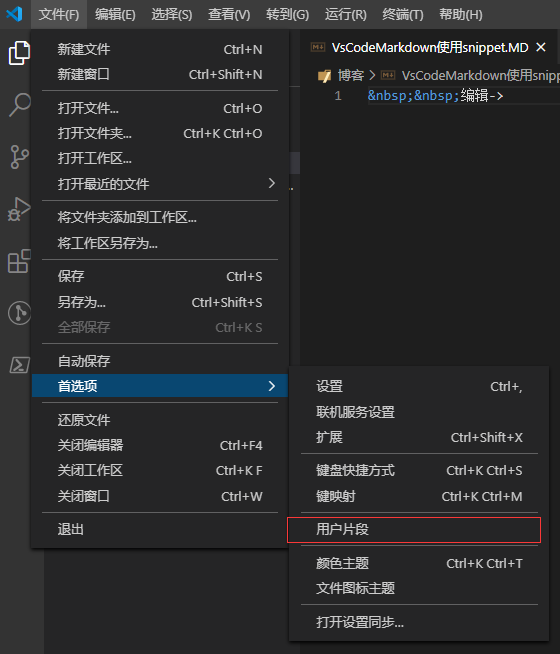 文件(F) 编辑(E) 选择(S) 查看(V) 转到(G) 运行(R) 终端(T) 帮助(H)
VsCodeMarkdown使用snippet.MD
博客 > VsCodeMarkdown使用snipp
1 &nbsp;&nbsp;编辑->
新建文件 Ctrl+N
新建窗口 Ctrl+Shift+N
打开文件... Ctrl+O
打开文件夹... Ctrl+K Ctrl+O
打开工作区...
打开最近的文件
将文件夹添加到工作区...
将工作区另存为...
保存 Ctrl+S
另存为... Ctrl+Shift+S
全部保存 Ctrl+K S
自动保存
首选项
还原文件
关闭编辑器 Ctrl+F4
关闭工作区 Ctrl+K F
关闭窗口 Ctrl+W
退出
设置 Ctrl+,
联机服务设置
扩展 Ctrl+Shift+X
键盘快捷方式 Ctrl+K Ctrl+S
键映射 Ctrl+K Ctrl+M
用户片段
颜色主题 Ctrl+K Ctrl+T
文件图标主题
打开设置同步...